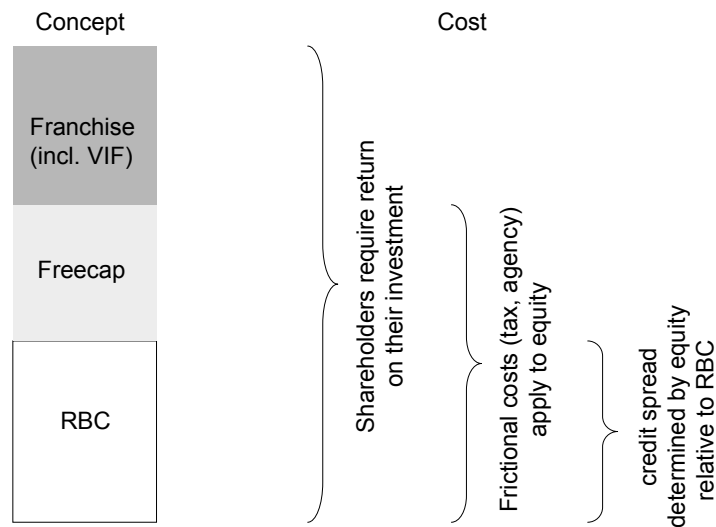 Concept
Cost
Franchise
(incl. VIF)
Freecap
RBC
Shareholders require return
on their investment
Frictional costs (tax, agency)
apply to equity
credit spread
determined by equity
relative to RBC